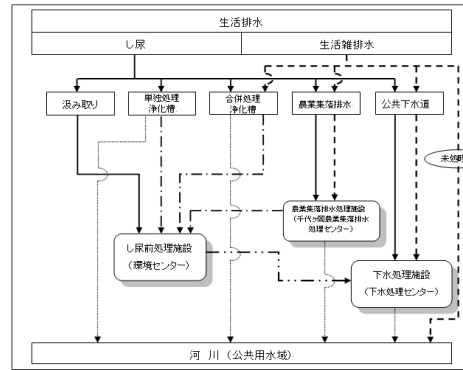 生活排水
し尿
生活雑排水
汲み取り
単独処理
浄化槽
合併処理
浄化槽
農業集落排水
公共下水道
未処理
農業集落排水処理施設
(千代ヶ岡農業集落排水
処理センター)
し尿前処理施設
(環境センター)
下水処理施設
(下水処理センター)
河 川 (公共用水域)